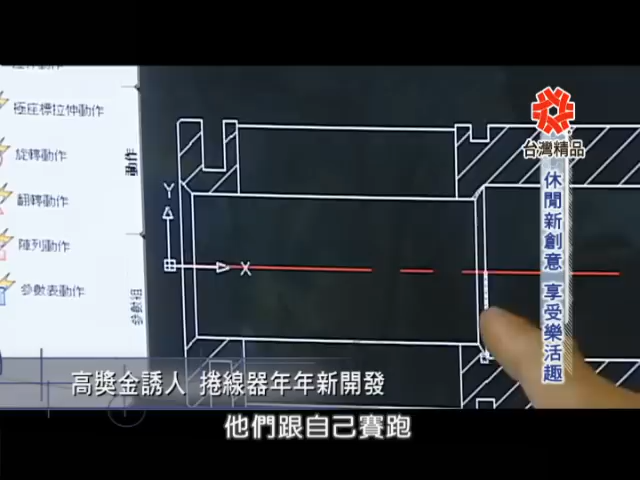 極座標拉伸動作
旋轉動作
翻轉動作
陣列動作
參數表動作
動作
參數組
Y
X
台灣精品
休閒新創意 享受樂活趣
高獎金誘人 捲線器年年新開發
他們跟自己賽跑